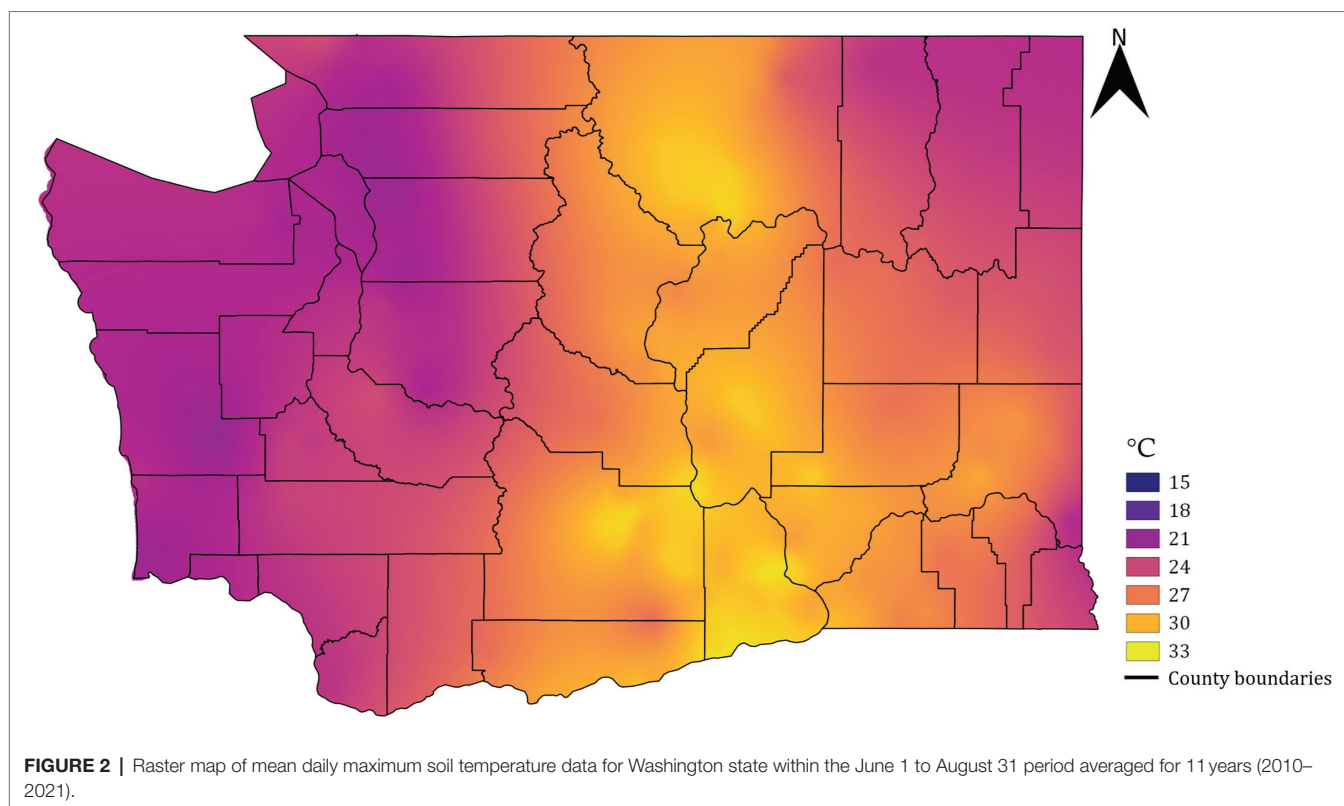 N
°C
15
18
21
24
27
30
33
County boundaries
FIGURE 2 | Raster map of mean daily maximum soil temperature data for Washington state within the June 1 to August 31 period averaged for 11 years (2010–
2021).